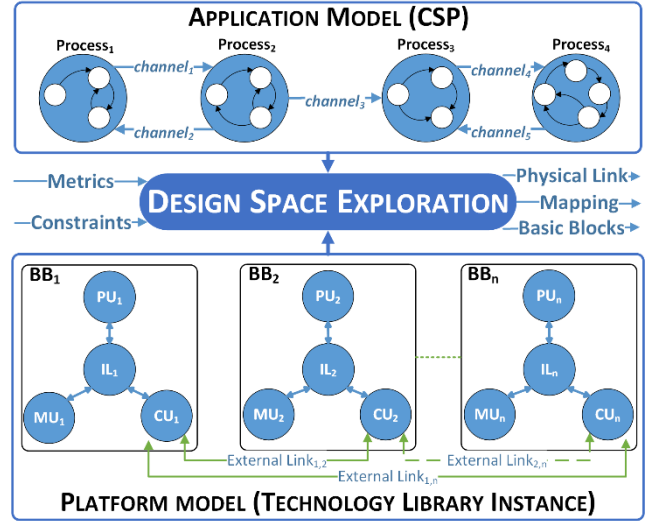 APPLICATION MODEL (CSP)
Process1 Process2 Process3 Process4
channel1 channel4
channel3
channel2 channel5
Metrics
Constraints
DESIGN SPACE EXPLORATION
Physical Link
Mapping
Basic Blocks
BB1 BB2 BBn
PU1 PU2 PUn
IL1 IL2 ILn
MU1 CU1 MU2 CU2 MUn CUn
External Link1,2 External Link2,n
External Link1,n
PLATFORM MODEL (TECHNOLOGY LIBRARY INSTANCE)